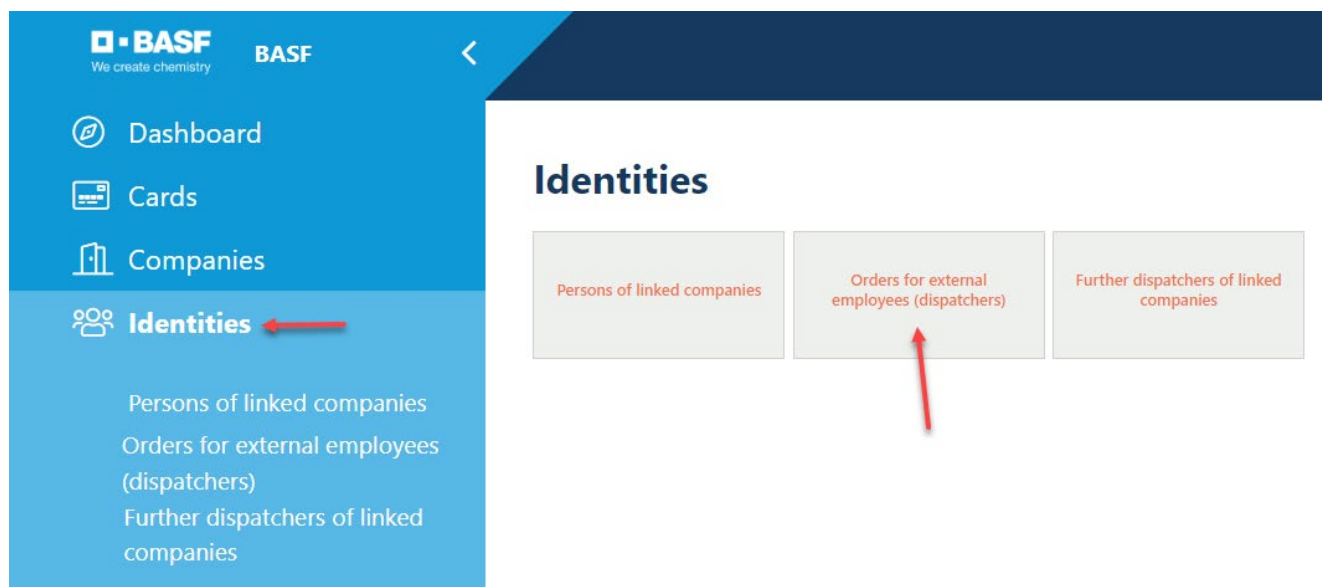 BASF
We create chemistry
BASF
Dashboard
Cards
Companies
Identities
Persons of linked companies
Orders for external employees
(dispatchers)
Further dispatchers of linked
companies
Identities
Persons of linked companies
Orders for external
employees (dispatchers)
Further dispatchers of linked
companies